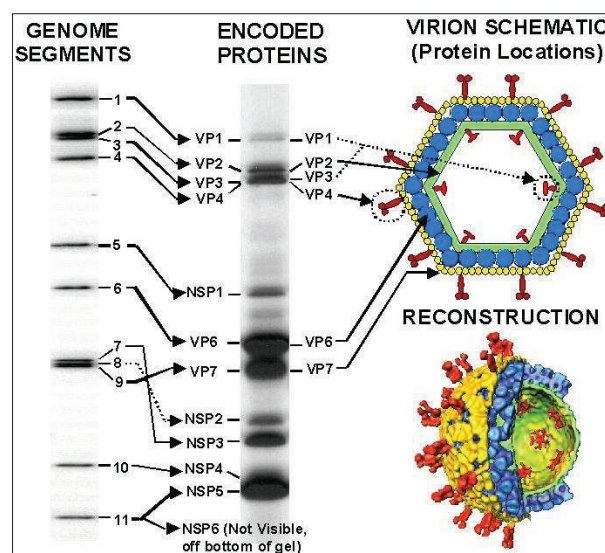 GENOME
SEGMENTS
ENCODED
PROTEINS
VIRION SCHEMATIC
(Protein Locations)
1
2
3
4
5
6
7
8
9
10
11
VP1
VP2
VP3
VP4
NSP1
VP6
VP7
NSP2
NSP3
NSP4
NSP5
NSP6 (Not Visible,
off bottom of gel)
VP1
VP2
VP3
VP4
VP6
VP7
RECONSTRUCTION